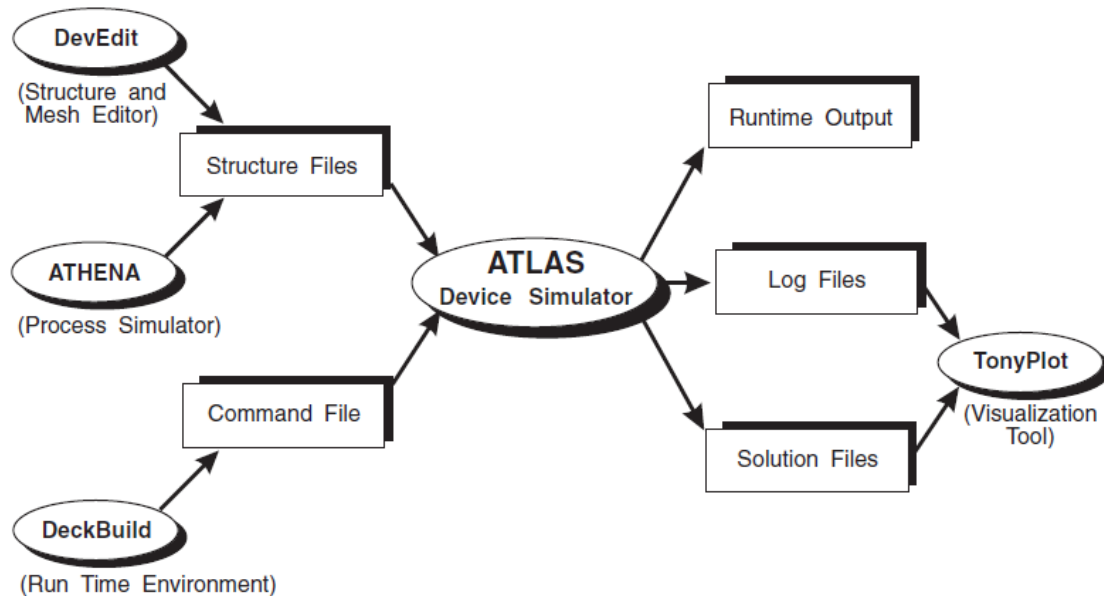 DevEdit
(Structure and
Mesh Editor)
Structure Files
ATHENA
(Process Simulator)
Command File
DeckBuild
(Run Time Environment)
ATLAS
Device Simulator
Runtime Output
Log Files
Solution Files
TonyPlot
(Visualization
Tool)